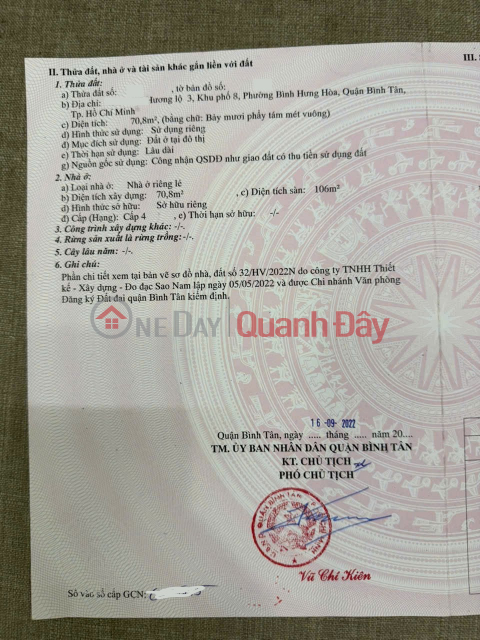 II. Thửa đất, nhà ở và tài sản khác gắn liền với đất
III.
1. Thửa đất:
a) Thửa đất số: , tờ bản đồ số:
b) Địa chỉ: Hương lộ 3, Khu phố 8, Phường Bình Hưng Hòa, Quận Bình Tân,
Tp. Hồ Chí Minh
c) Diện tích: 70,8m², (bằng chữ: Bảy mươi phẩy tám mét vuông)
d) Hình thức sử dụng: Sử dụng riêng
đ) Mục đích sử dụng: Đất ở tại đô thị
e) Thời hạn sử dụng: Lâu dài
g) Nguồn gốc sử dụng: Công nhận QSDĐ như giao đất có thu tiền sử dụng đất
2. Nhà ở:
a) Loại nhà ở: Nhà ở riêng lẻ
b) Diện tích xây dựng: 70,8m² , c) Diện tích sàn: 106m²
d) Hình thức sở hữu: Sở hữu riêng
đ) Cấp (Hạng): Cấp 4 , e) Thời hạn sở hữu: -/-
3. Công trình xây dựng khác: -/-.
4. Rừng sản xuất là rừng trồng: -/-.
5. Cây lâu năm: -/-.
6. Ghi chú:
Phần chi tiết xem tại bản vẽ sơ đồ nhà, đất số 32/HV/2022N do công ty TNHH Thiết
kế - Xây dựng - Đo đạc Sao Nam lập ngày 05/05/2022 và được Chi nhánh Văn phòng
Đăng ký Đất đai quận Bình Tân kiểm định.
ONEDAY QuanhĐây
16-09-2022
Quận Bình Tân, ngày ..... tháng ..... năm 20....
TM. ỦY BAN NHÂN DÂN QUẬN BÌNH TÂN
KT. CHỦ TỊCH
PHÓ CHỦ TỊCH
Vũ Chí Kiên
Số vào sổ cấp GCN: